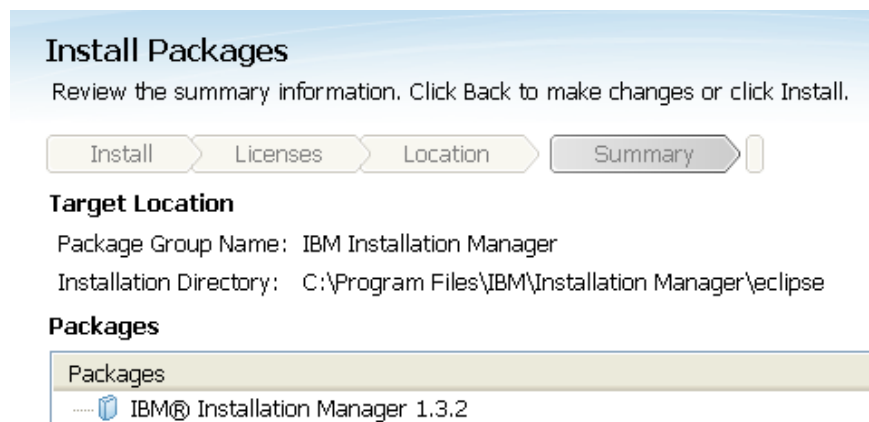 Install Packages
Review the summary information. Click Back to make changes or click Install.
Install Licenses Location Summary
Target Location
Package Group Name: IBM Installation Manager
Installation Directory: C:\Program Files\IBM\Installation Manager\eclipse
Packages
Packages
IBM® Installation Manager 1.3.2